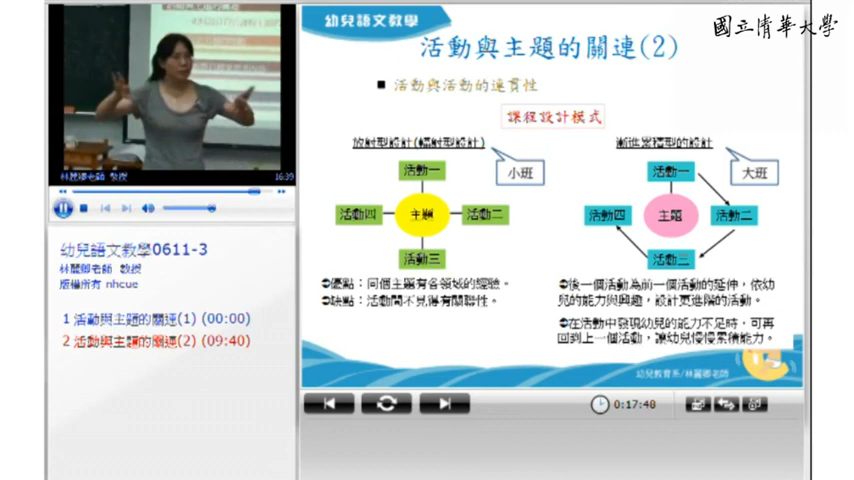 幼兒語文教學
國立清華大學
活動與主題的關連(2)
■ 活動與活動的連貫性
課程設計模式
放射型設計(輻射型設計)
小班
活動一
活動四
主題
活動二
活動三
漸進累積型的設計
大班
活動一
活動四
主題
活動二
活動三
優點：同個主題有各領域的經驗。
缺點：活動間不見得有關聯性。
後一個活動為前一個活動的延伸，依幼
兒的能力與興趣，設計更進階的活動。
在活動中發現幼兒的能力不足時，可再
回到上一個活動，讓幼兒慢慢累積能力。
幼兒教育系/林麗卿老師
林麗卿老師 教授
16:39
幼兒語文教學0611-3
林麗卿老師 教授
版權所有 nhcue
1 活動與主題的關連(1) (00:00)
2 活動與主題的關連(2) (09:40)
0:17:48